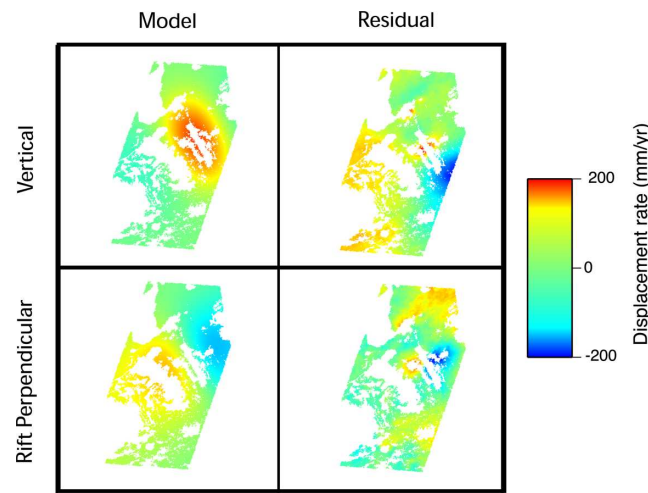 Model
Residual
Vertical
Rift Perpendicular
200
0
-200
Displacement rate (mm/yr)